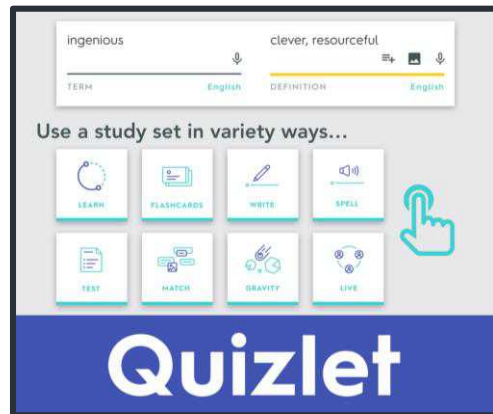 ingenious clever, resourceful
TERM English DEFINITION English
Use a study set in variety ways...
LEARN FLASHCARDS WRITE SPELL
TEST MATCH GRAVITY LIVE
Quizlet